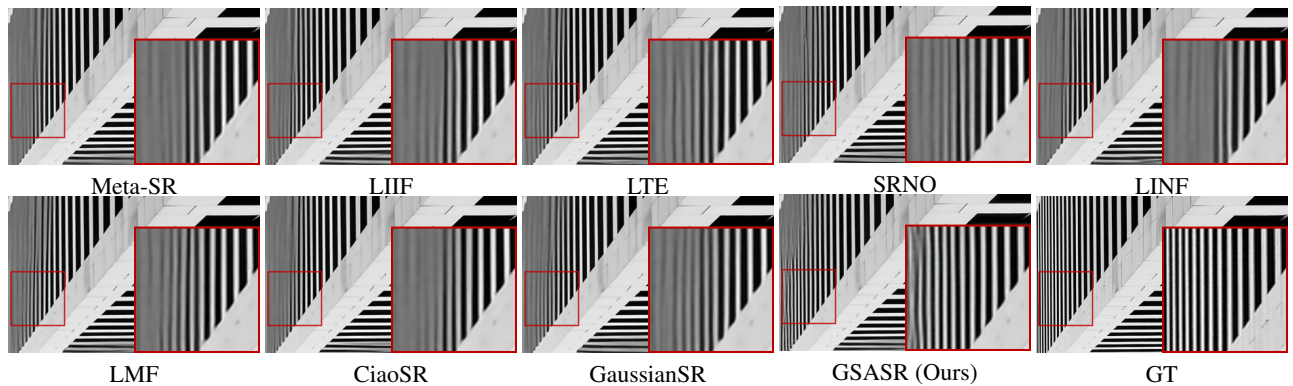 Meta-SR LIIF LTE SRNO LINF
LMF CiaoSR GaussianSR GSASR (Ours) GT